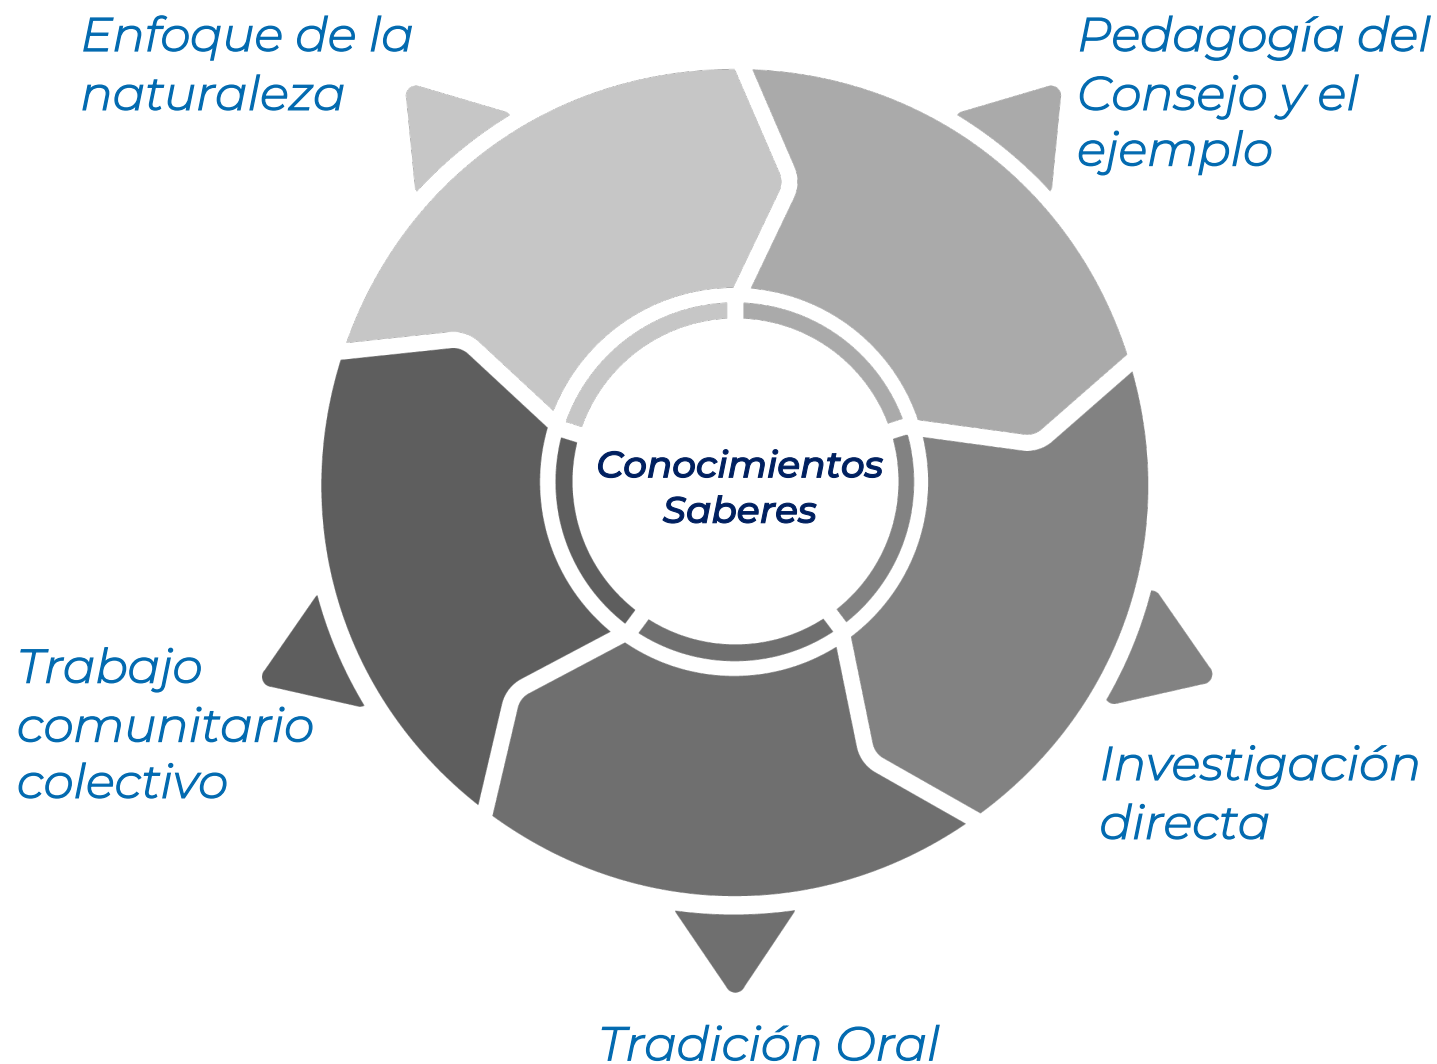 Enfoque de la
naturaleza
Pedagogía del
Consejo y el
ejemplo
Conocimientos
Saberes
Trabajo
comunitario
colectivo
Investigación
directa
Tradición Oral